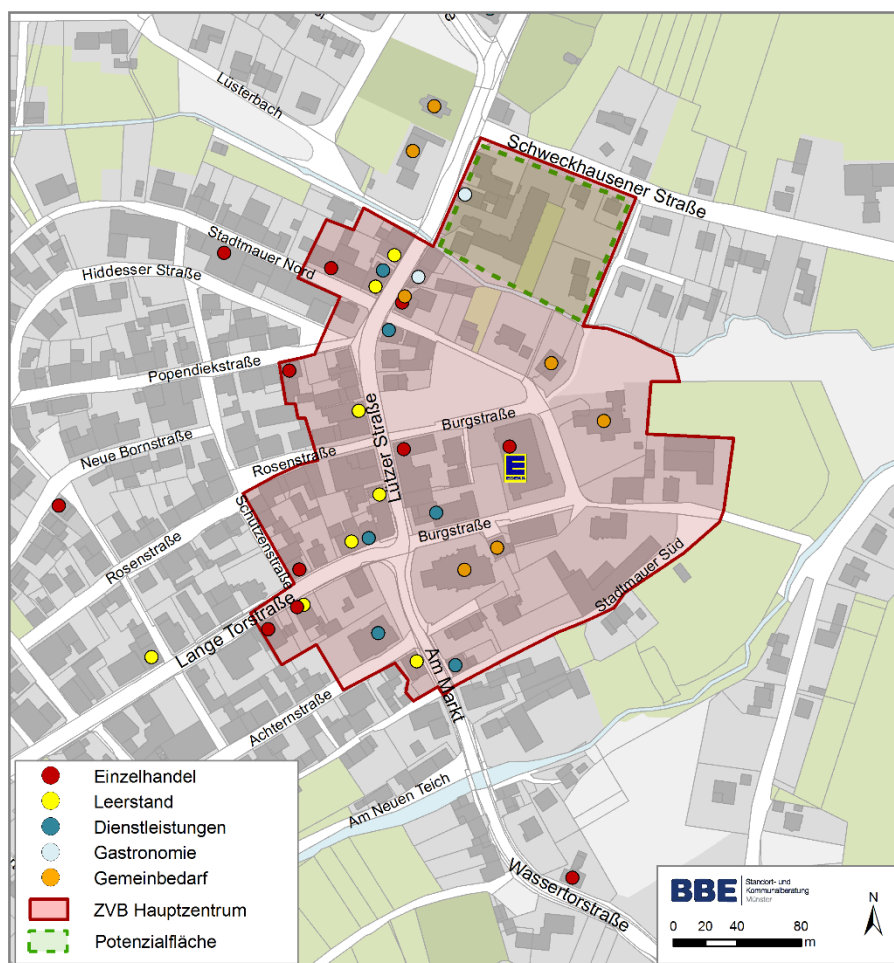 Lüsterbach
Schweckhausener Straße
Stadtmauer Nord
Hiddesser Straße
Popendiekstraße
Lützer Straße
Burgstraße
Neue Bornstraße
Rosenstraße
E
Schützenstraße
Burgstraße
Rosenstraße
Stadtmauer Süd
Lange Torstraße
Am Markt
Achternstraße
Am Neuen Teich
Wassertorstraße
Einzelhandel
Leerstand
Dienstleistungen
Gastronomie
Gemeinbedarf
ZVB Hauptzentrum
Potenzialfläche
BBE
Standort- und
Kommunalberatung
Münster
N
0 20 40 80
m